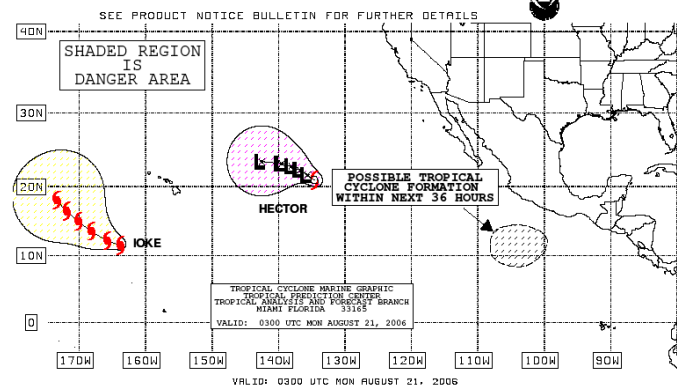 SEE PRODUCT NOTICE BULLETIN FOR FURTHER DETAILS
40N
SHADED REGION
IS
DANGER AREA
30N
20N
L L L L L
POSSIBLE TROPICAL
CYCLONE FORMATION
WITHIN NEXT 36 HOURS
HECTOR
IOKE
10N
TROPICAL CYCLONE MARINE GRAPHIC
TROPICAL PREDICTION CENTER
TROPICAL ANALYSIS AND FORECAST BRANCH
MIAMI FLORIDA 33165
VALID: 0300 UTC MON AUGUST 21, 2006
0
170W 160W 150W 140W 130W 120W 110W 100W 90W
VALID: 0300 UTC MON AUGUST 21, 2006